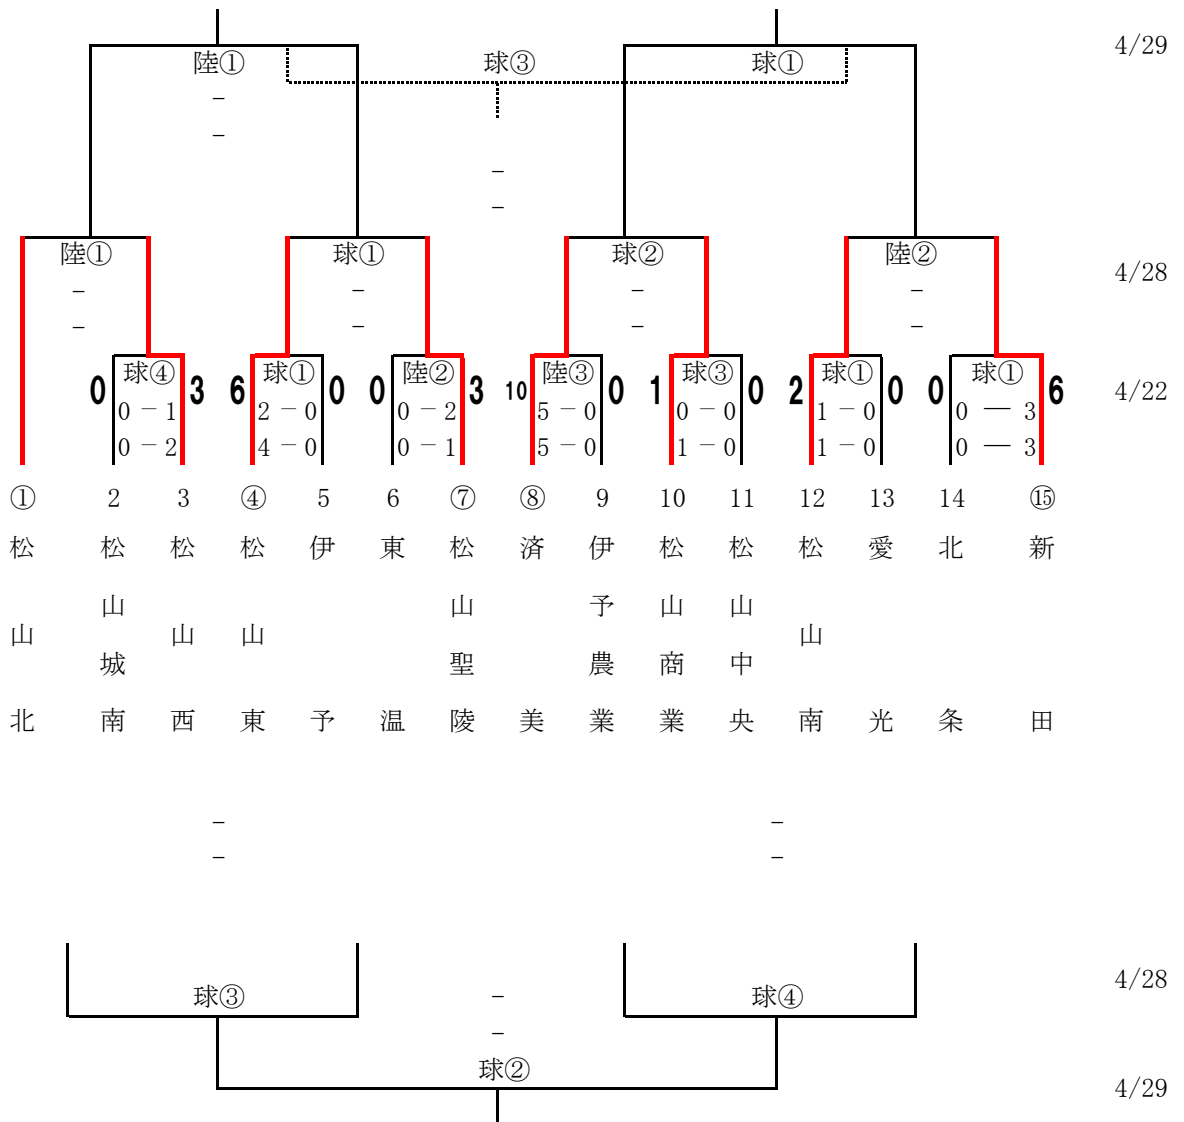 4/29
陸① 球③ 球①
-
-
-
-
陸① 球① 球② 陸②
4/28
- - - -
- - - -
球④ 球① 陸② 陸③ 球③ 球① 球①
0 3 6 0 0 3 10 0 1 0 2 0 0 6
4/22
0 - 1 2 - 0 0 - 2 5 - 0 0 - 0 1 - 0 0 — 3
0 - 2 4 - 0 0 - 1 5 - 0 1 - 0 1 - 0 0 — 3
① 2 3 ④ 5 6 ⑦ ⑧ 9 10 11 12 13 14 ⑮
松山北
松山城南
松山西
松山東
伊予
東温
松山聖陵
済美
伊予農業
松山商業
松山中央
松山南
愛光
北条
新田
- -
- -
4/28
球③ - 球④
-
球②
4/29